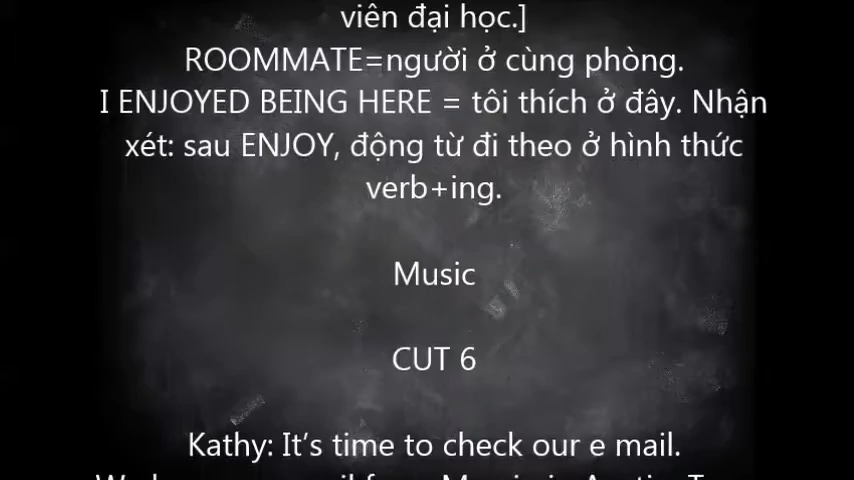 viên đại học.]
ROOMMATE=người ở cùng phòng.
I ENJOYED BEING HERE = tôi thích ở đây. Nhận
xét: sau ENJOY, động từ đi theo ở hình thức
verb+ing.
Music
CUT 6
Kathy: It’s time to check our e mail.